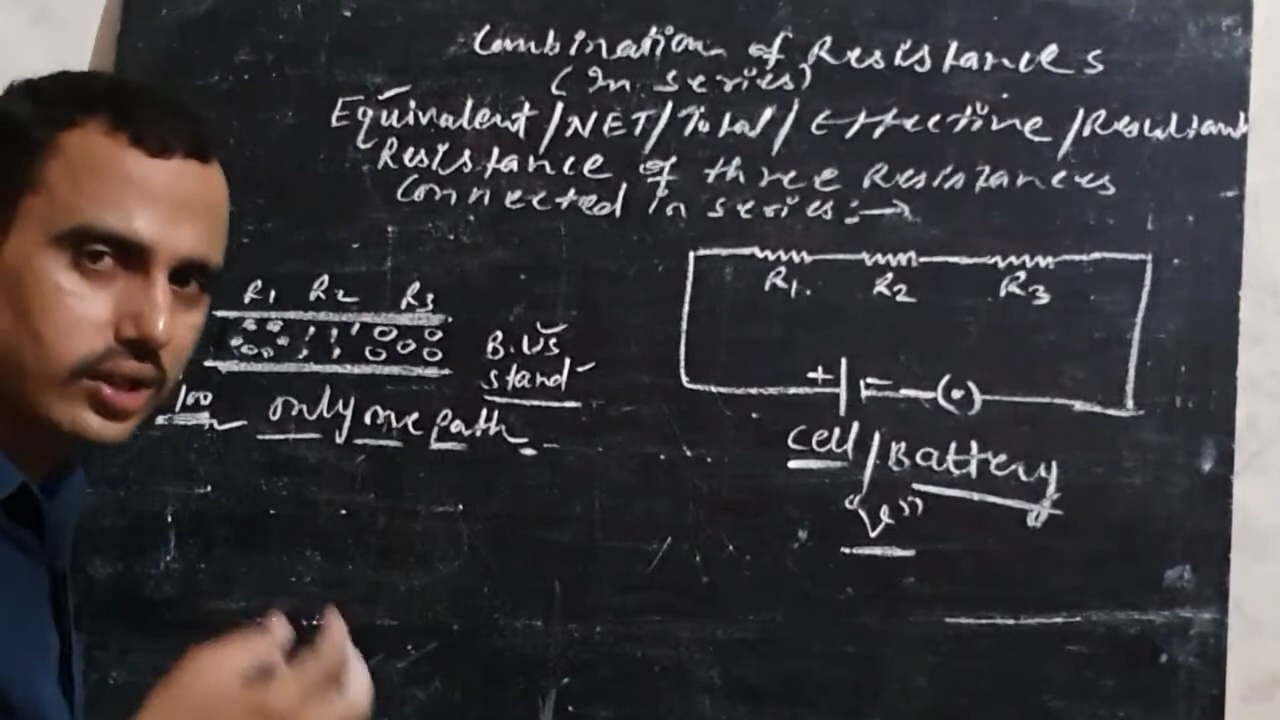 Combination of Resistances
(In series)
Equivalent/NET/Total/Effective/Resultant
Resistance of three Resistances
Connected in series:→
R1 R2 R3
B.US
stand
100 only one path
R1. R2 R3
+ -
(•)
Cell/Battery
"V"